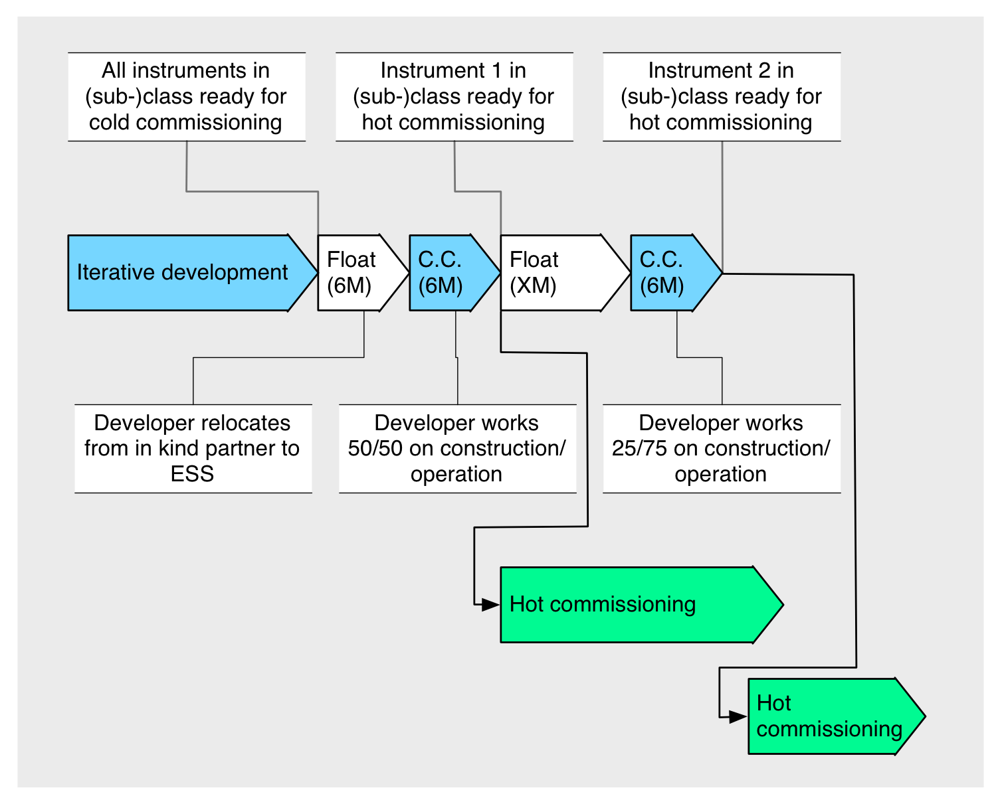 All instruments in
(sub-)class ready for
cold commissioning
Instrument 1 in
(sub-)class ready for
hot commissioning
Instrument 2 in
(sub-)class ready for
hot commissioning
Iterative development
Float
(6M)
C.C.
(6M)
Float
(XM)
C.C.
(6M)
Developer relocates
from in kind partner to
ESS
Developer works
50/50 on construction/
operation
Developer works
25/75 on construction/
operation
Hot commissioning
Hot
commissioning